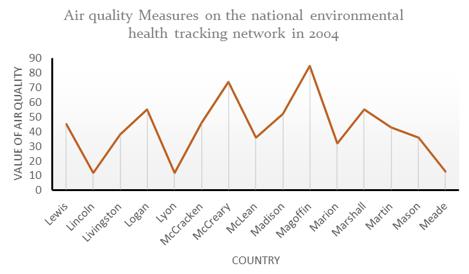 Air quality Measures on the national environmental
health tracking network in 2004
VALUE OF AIR QUALITY
90
80
70
60
50
40
30
20
10
0
Lewis
Lincoln
Livingston
Logan
Lyon
McCracken
McCreary
McLean
Madison
Magoffin
Marion
Marshall
Martin
Mason
Meade
COUNTRY